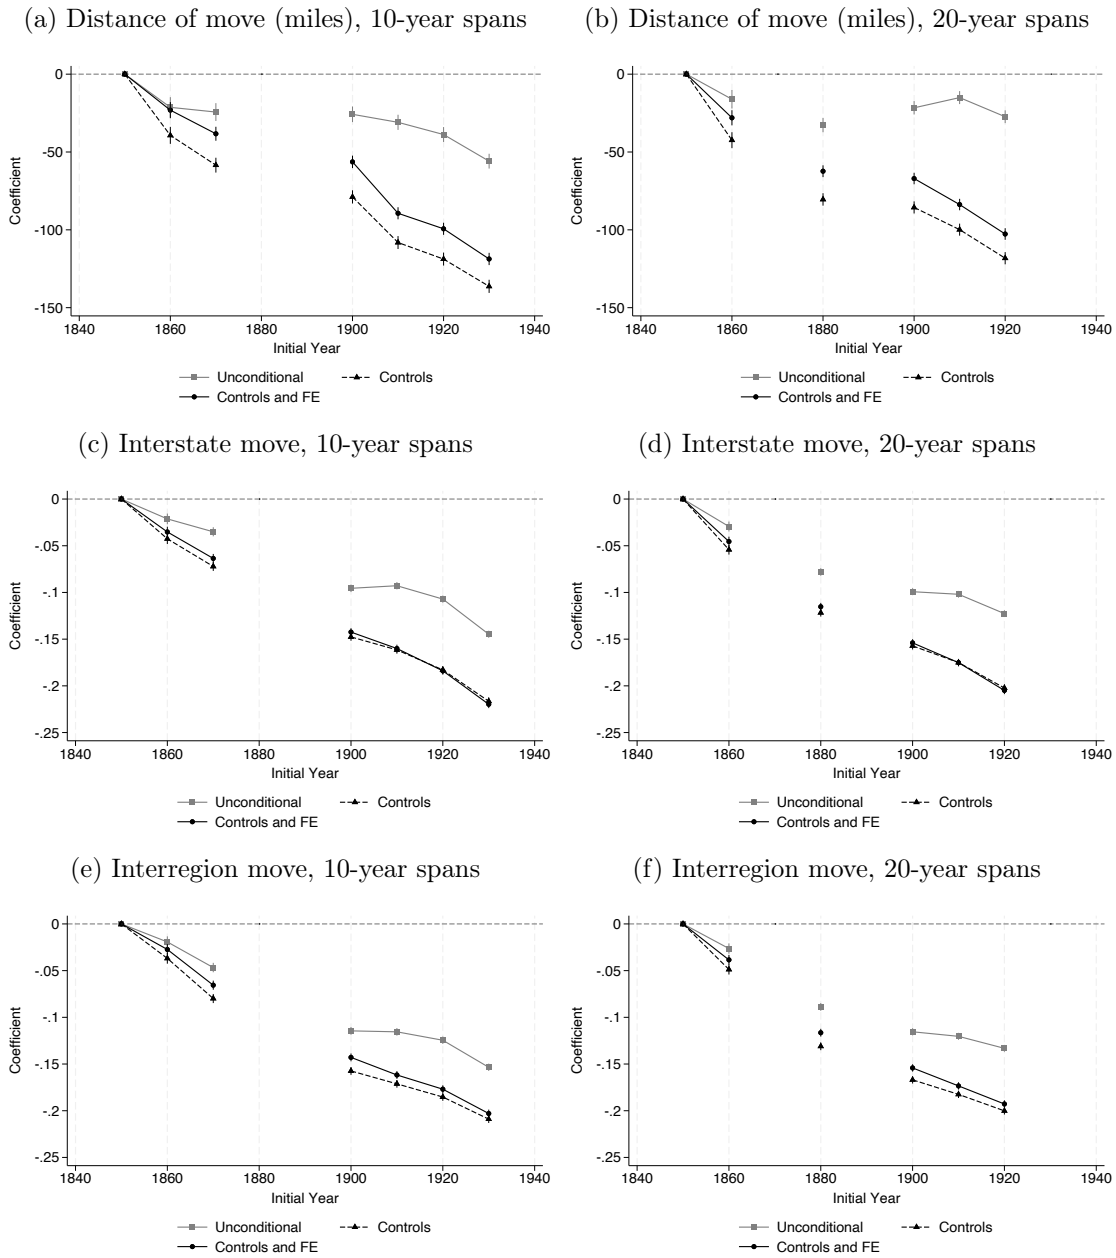 (a) Distance of move (miles), 10-year spans
0
-50
-100
-150
Coefficient
1840 1860 1880 1900 1920 1940
Initial Year
Unconditional Controls
Controls and FE
(b) Distance of move (miles), 20-year spans
0
-50
-100
-150
Coefficient
1840 1860 1880 1900 1920 1940
Initial Year
Unconditional Controls
Controls and FE
(c) Interstate move, 10-year spans
0
-.05
-.1
-.15
-.2
-.25
Coefficient
1840 1860 1880 1900 1920 1940
Initial Year
Unconditional Controls
Controls and FE
(d) Interstate move, 20-year spans
0
-.05
-.1
-.15
-.2
-.25
Coefficient
1840 1860 1880 1900 1920 1940
Initial Year
Unconditional Controls
Controls and FE
(e) Interregion move, 10-year spans
0
-.05
-.1
-.15
-.2
-.25
Coefficient
1840 1860 1880 1900 1920 1940
Initial Year
Unconditional Controls
Controls and FE
(f) Interregion move, 20-year spans
0
-.05
-.1
-.15
-.2
-.25
Coefficient
1840 1860 1880 1900 1920 1940
Initial Year
Unconditional Controls
Controls and FE